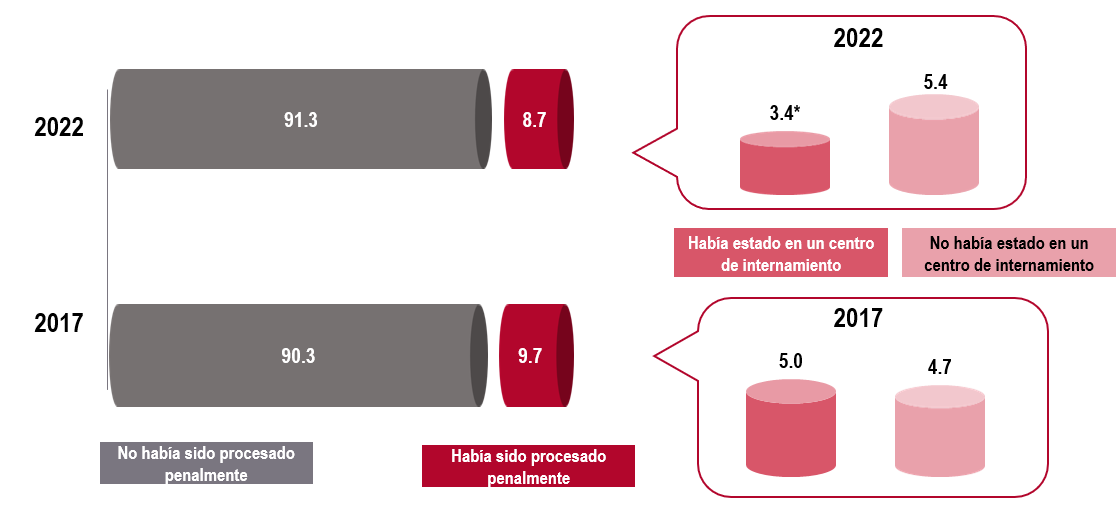 2022
91.3
8.7
2022
3.4*
5.4
Había estado en un centro
de internamiento
No había estado en un
centro de internamiento
2017
90.3
9.7
2017
5.0
4.7
No había sido procesado
penalmente
Había sido procesado
penalmente